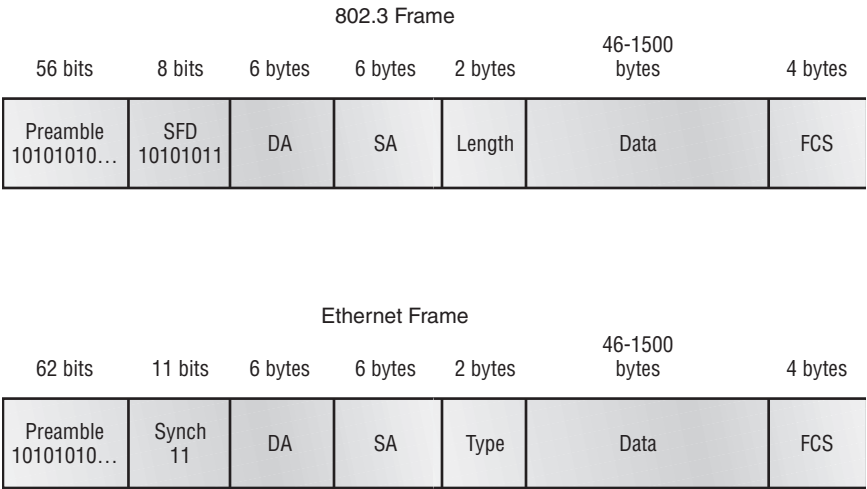 802.3 Frame
56 bits 8 bits 6 bytes 6 bytes 2 bytes 46-1500 bytes 4 bytes
Preamble 10101010… SFD 10101011 DA SA Length Data FCS
Ethernet Frame
62 bits 11 bits 6 bytes 6 bytes 2 bytes 46-1500 bytes 4 bytes
Preamble 10101010… Synch 11 DA SA Type Data FCS